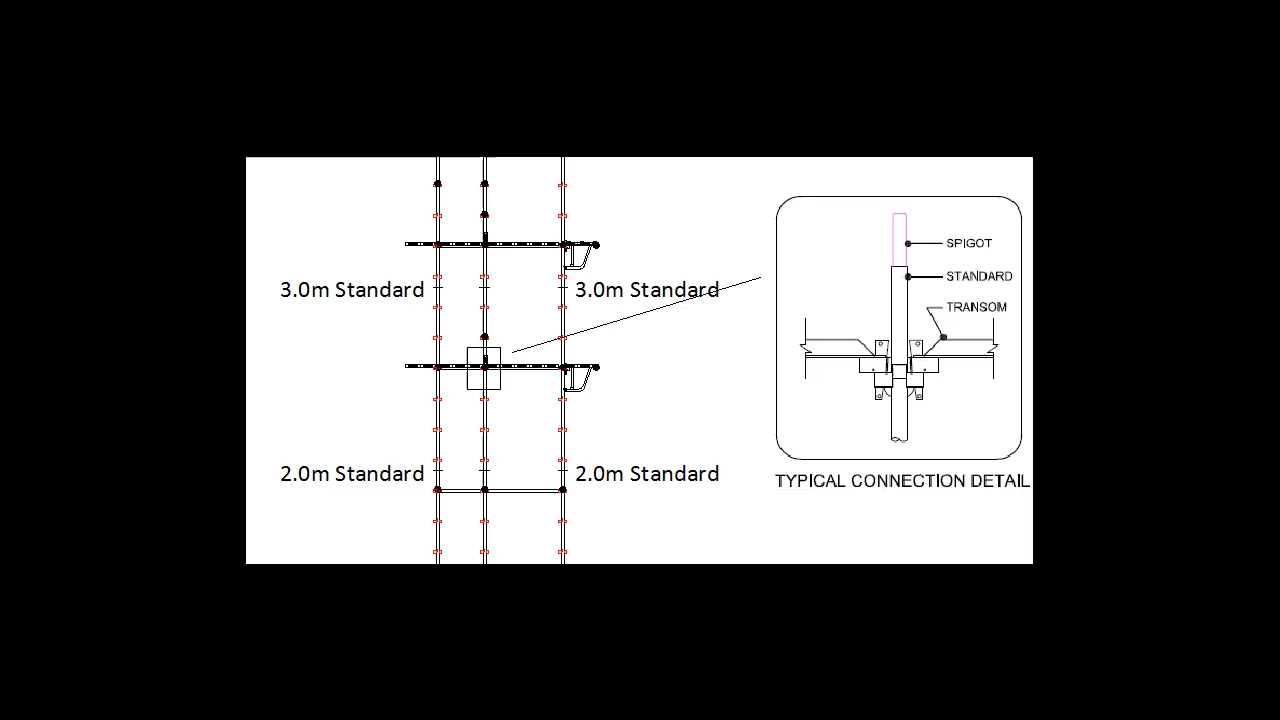 SPIGOT
STANDARD
3.0m Standard
3.0m Standard
TRANSOM
2.0m Standard
2.0m Standard
TYPICAL CONNECTION DETAIL